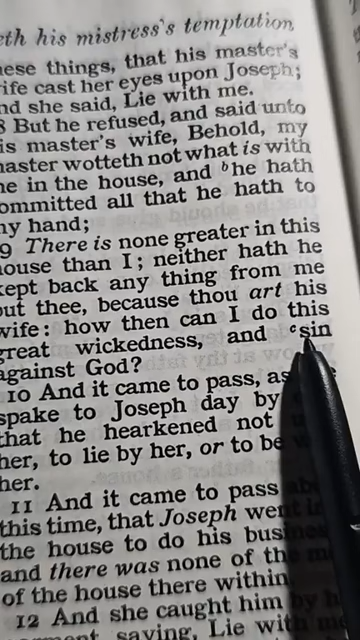 eth his mistress's temptation
hese things, that his master's
ife cast her eyes upon Joseph;
nd she said, Lie with me.
8 But he refused, and said unto
is master's wife, Behold, my
master wotteth not what is with
me in the house, and b he hath
ommitted all that he hath to
my hand;
9 There is none greater in this
house than I; neither hath he
kept back any thing from me
out thee, because thou art his
wife: how then can I do this
great wickedness, and c sin
against God?
10 And it came to pass, as
spake to Joseph day by
that he hearkened not
her, to lie by her, or to be
her.
11 And it came to pass
this time, that Joseph went
the house to do his
and there was none of the
of the house there within.
12 And she caught him by
saying, Lie with